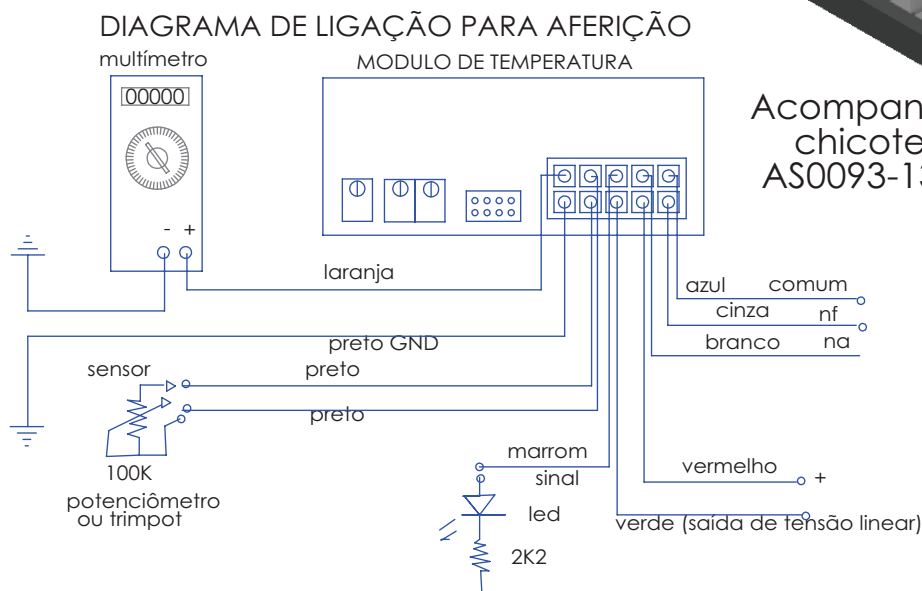 DIAGRAMA DE LIGAÇÃO PARA AFERIÇÃO
multímetro
MODULO DE TEMPERATURA
00000
- +
laranja
azul comum
cinza nf
branco na
preto GND
sensor
preto
preto
100K
potenciômetro
ou trimpot
marrom
sinal
led
2K2
vermelho +
verde (saída de tensão linear)
chicote